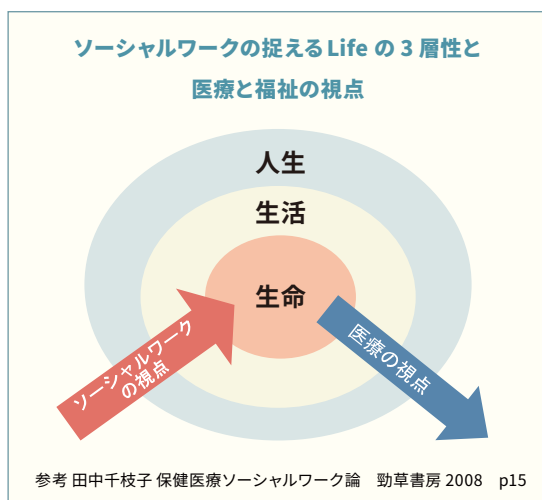 ソーシャルワークの捉えるLife の 3 層性と
医療と福祉の視点
人生
生活
生命
ソーシャルワーク
の視点
医療の視点
参考 田中千枝子 保健医療ソーシャルワーク論　勁草書房 2008　p15